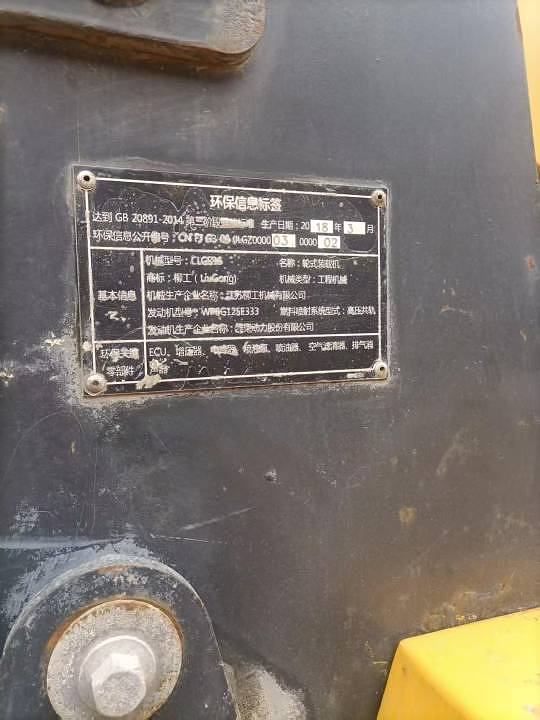 环保信息标签
达到 GB 20891-2014 第三阶段 标准 生产日期: 2018年 3 月
环保信息公开编号: CN FJ G3 00 0LGZ0000 03 0000 02
基本信息
机械型号: 名称: 轮式装载机
商标: 柳工 (LiuGong) 机械类型: 工程机械
机械生产企业名称: 江苏柳工机械有限公司
发动机型号: WP6G125E333 燃料喷射系统型式: 高压共轨
发动机生产企业名称: 潍柴动力股份有限公司
环保关键零部件
ECU、增压器、中冷器、喷油泵、喷油器、空气滤清器、排气消
声器